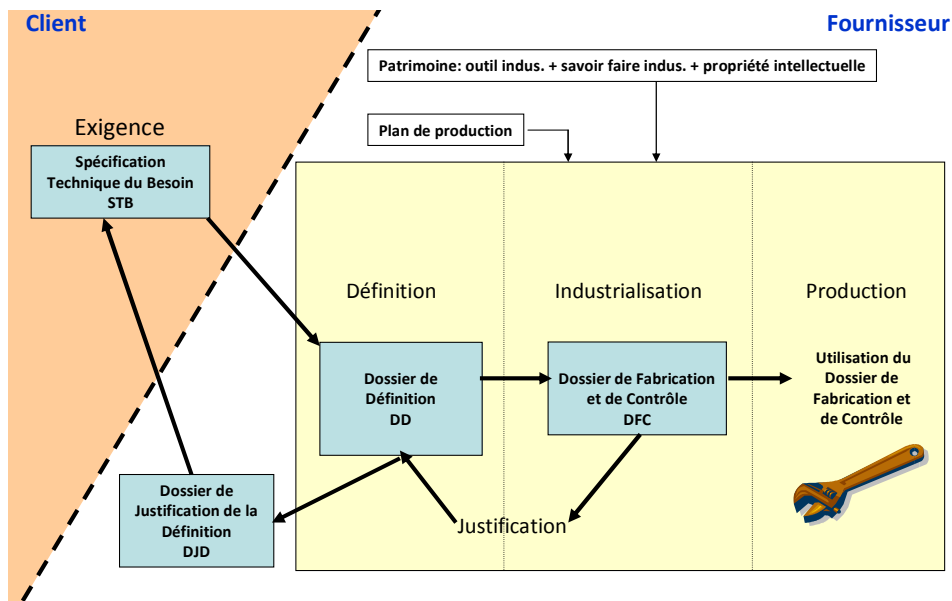 Client
Fournisseur
Patrimoine: outil indus. + savoir faire indus. + propriété intellectuelle
Plan de production
Exigence
Spécification
Technique du Besoin
STB
Définition
Industrialisation
Production
Dossier de
Définition
DD
Dossier de Fabrication
et de Contrôle
DFC
Utilisation du
Dossier de
Fabrication et
de Contrôle
Dossier de
Justification de la
Définition
DJD
Justification